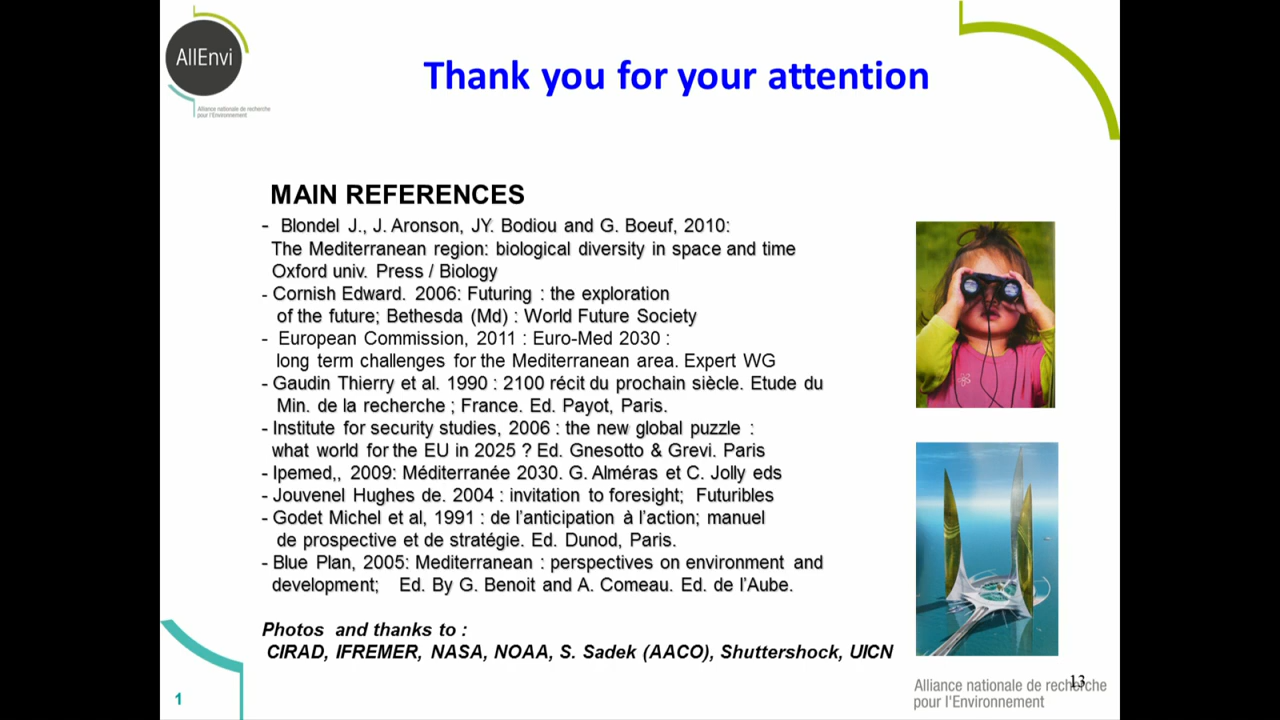 AllEnvi
Alliance nationale de recherche
pour l'Environnement
Thank you for your attention
MAIN REFERENCES
- Blondel J., J. Aronson, JY. Bodiou and G. Boeuf, 2010:
The Mediterranean region: biological diversity in space and time
Oxford univ. Press / Biology
- Cornish Edward. 2006: Futuring : the exploration
of the future; Bethesda (Md) : World Future Society
- European Commission, 2011 : Euro-Med 2030 :
long term challenges for the Mediterranean area. Expert WG
- Gaudin Thierry et al. 1990 : 2100 récit du prochain siècle. Etude du
Min. de la recherche ; France. Ed. Payot, Paris.
- Institute for security studies, 2006 : the new global puzzle :
what world for the EU in 2025 ? Ed. Gnesotto & Grevi. Paris
- Ipemed,, 2009: Méditerranée 2030. G. Alméras et C. Jolly eds
- Jouvenel Hughes de. 2004 : invitation to foresight; Futuribles
- Godet Michel et al, 1991 : de l'anticipation à l'action; manuel
de prospective et de stratégie. Ed. Dunod, Paris.
- Blue Plan, 2005: Mediterranean : perspectives on environment and
development; Ed. By G. Benoit and A. Comeau. Ed. de l'Aube.
Photos and thanks to :
CIRAD, IFREMER, NASA, NOAA, S. Sadek (AACO), Shuttershock, UICN
1
13
Alliance nationale de recherche
pour l'Environnement